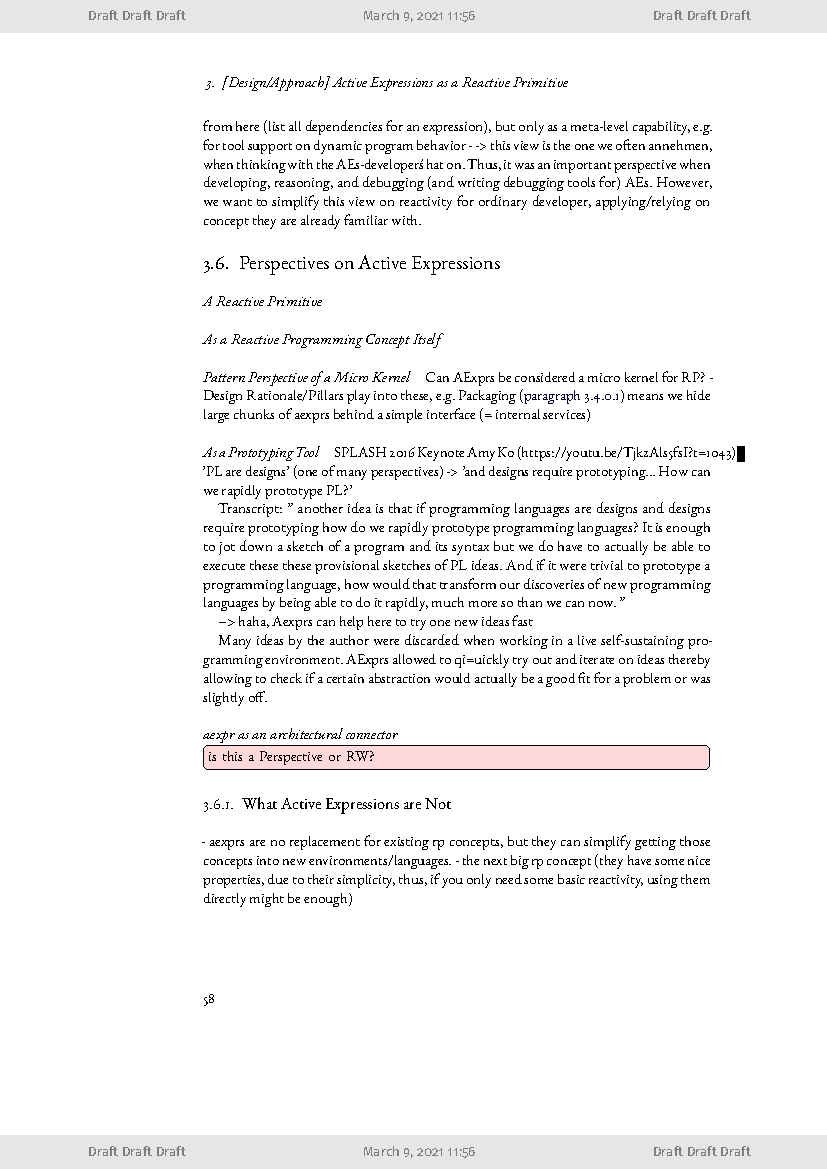 Draft Draft Draft March 9, 2021 11:56 Draft Draft Draft
3. [Design/Approach] Active Expressions as a Reactive Primitive
from here (list all dependencies for an expression), but only as a meta-level capability, e.g.
for tool support on dynamic program behavior - -> this view is the one we often annehmen,
when thinking with the AEs-developerś hat on. Thus, it was an important perspective when
developing, reasoning, and debugging (and writing debugging tools for) AEs. However,
we want to simplify this view on reactivity for ordinary developer, applying/relying on
concept they are already familiar with.
3.6. Perspectives on Active Expressions
A Reactive Primitive
As a Reactive Programming Concept Itself
Pattern Perspective of a Micro Kernel Can AExprs be considered a micro kernel for RP? -
Design Rationale/Pillars play into these, e.g. Packaging (paragraph 3.4.0.1) means we hide
large chunks of aexprs behind a simple interface (= internal services)
As a Prototyping Tool SPLASH 2016 Keynote Amy Ko (https://youtu.be/TjkzAls5fsI?t=1043)
’PL are designs’ (one of many perspectives) -> ’and designs require prototyping... How can
we rapidly prototype PL?’
Transcript: ” another idea is that if programming languages are designs and designs
require prototyping how do we rapidly prototype programming languages? It is enough
to jot down a sketch of a program and its syntax but we do have to actually be able to
execute these these provisional sketches of PL ideas. And if it were trivial to prototype a
programming language, how would that transform our discoveries of new programming
languages by being able to do it rapidly, much more so than we can now. ”
–> haha, Aexprs can help here to try one new ideas fast
Many ideas by the author were discarded when working in a live self-sustaining pro-
gramming environment. AExprs allowed to qi=uickly try out and iterate on ideas thereby
allowing to check if a certain abstraction would actually be a good fit for a problem or was
slightly off.
aexpr as an architectural connector
is this a Perspective or RW?
3.6.1. What Active Expressions are Not
- aexprs are no replacement for existing rp concepts, but they can simplify getting those
concepts into new environments/languages. - the next big rp concept (they have some nice
properties, due to their simplicity, thus, if you only need some basic reactivity, using them
directly might be enough)
58
Draft Draft Draft March 9, 2021 11:56 Draft Draft Draft